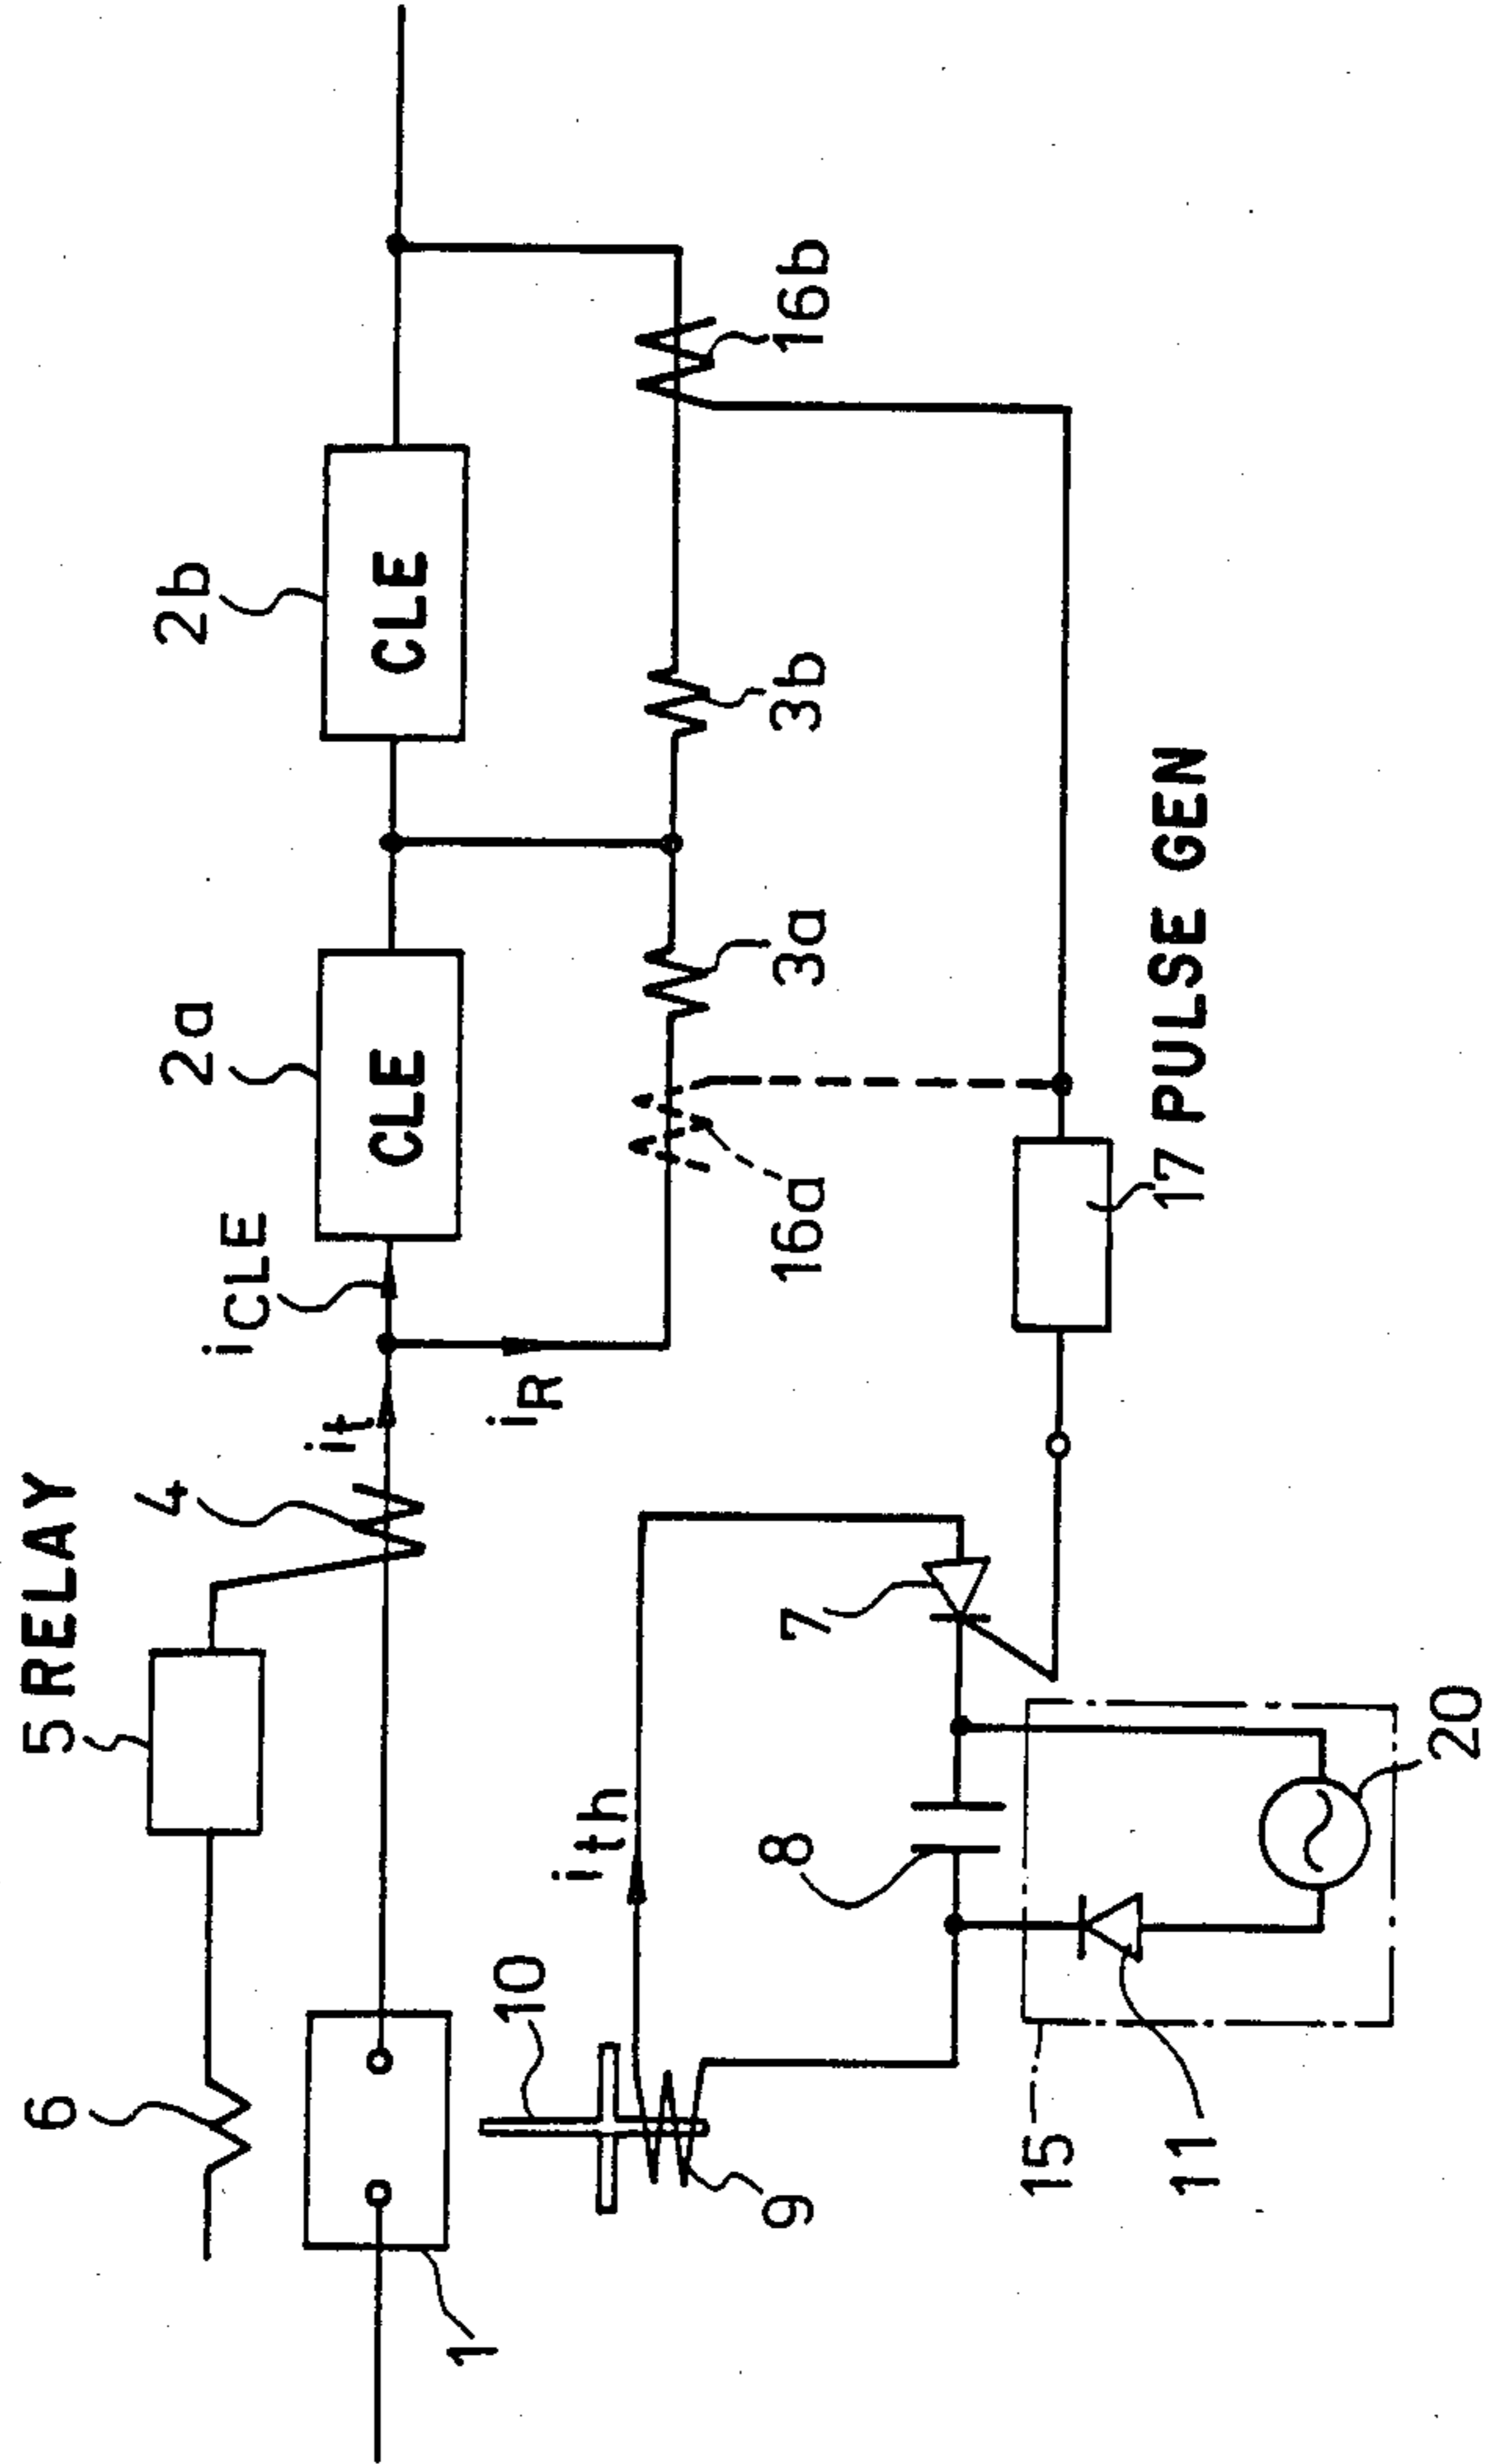 5 RELAY
6
4
it
iCLE
2a
2b
CLE
CLE
1
10
ith
iR
16a
3a
3b
16b
9
8
7
15
11
20
17 PULSE GEN